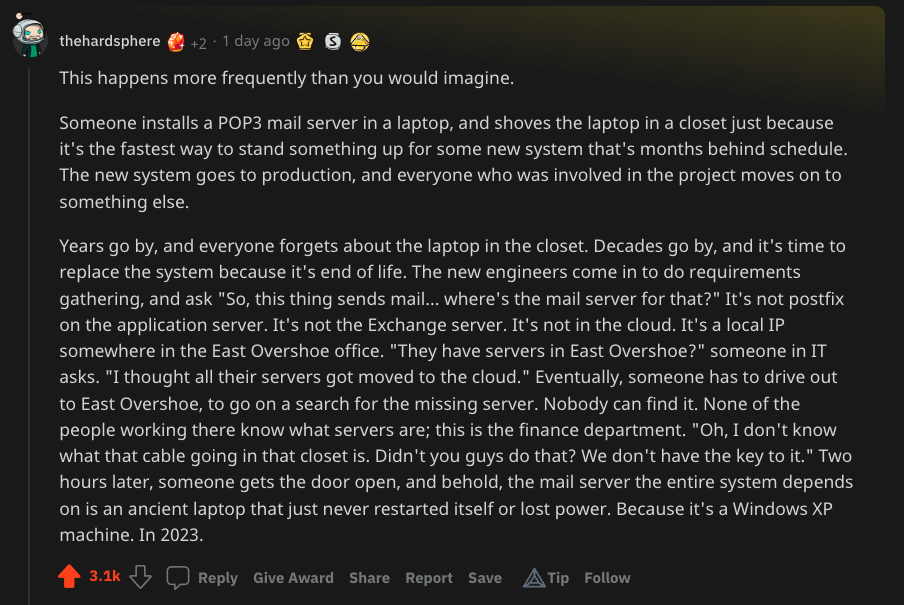 thehardsphere +2 · 1 day ago
This happens more frequently than you would imagine.
Someone installs a POP3 mail server in a laptop, and shoves the laptop in a closet just because
it's the fastest way to stand something up for some new system that's months behind schedule.
The new system goes to production, and everyone who was involved in the project moves on to
something else.
Years go by, and everyone forgets about the laptop in the closet. Decades go by, and it's time to
replace the system because it's end of life. The new engineers come in to do requirements
gathering, and ask "So, this thing sends mail... where's the mail server for that?" It's not postfix
on the application server. It's not the Exchange server. It's not in the cloud. It's a local IP
somewhere in the East Overshoe office. "They have servers in East Overshoe?" someone in IT
asks. "I thought all their servers got moved to the cloud." Eventually, someone has to drive out
to East Overshoe, to go on a search for the missing server. Nobody can find it. None of the
people working there know what servers are; this is the finance department. "Oh, I don't know
what that cable going in that closet is. Didn't you guys do that? We don't have the key to it." Two
hours later, someone gets the door open, and behold, the mail server the entire system depends
on is an ancient laptop that just never restarted itself or lost power. Because it's a Windows XP
machine. In 2023.
3.1k Reply Give Award Share Report Save Tip Follow